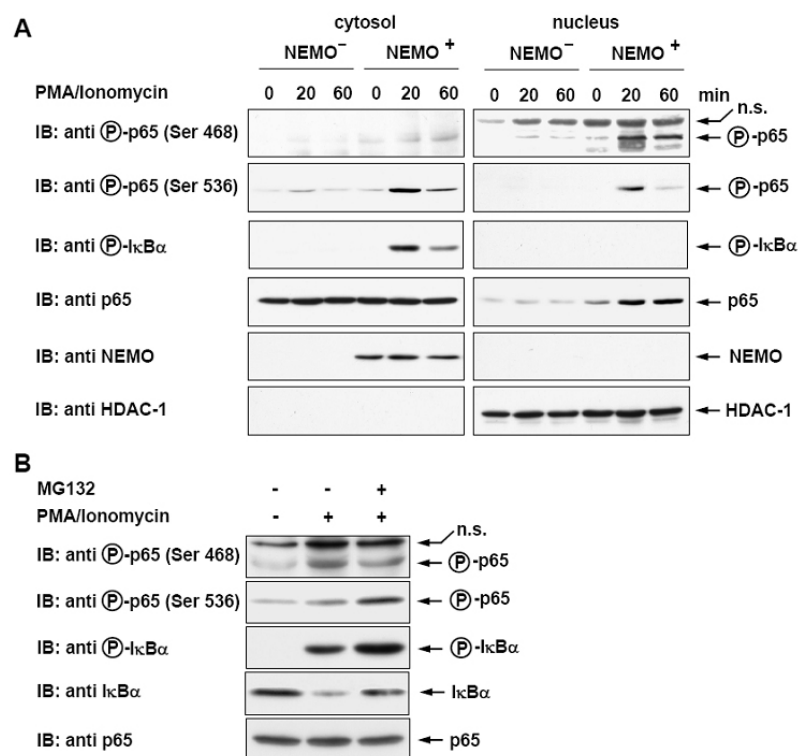 A
cytosol nucleus
NEMO⁻ NEMO⁺ NEMO⁻ NEMO⁺
PMA/Ionomycin 0 20 60 0 20 60 0 20 60 0 20 60 min
n.s.
IB: anti Ⓟ-p65 (Ser 468) Ⓟ-p65
IB: anti Ⓟ-p65 (Ser 536) Ⓟ-p65
IB: anti Ⓟ-IκBα Ⓟ-IκBα
IB: anti p65 p65
IB: anti NEMO NEMO
IB: anti HDAC-1 HDAC-1
B
MG132 - - +
PMA/Ionomycin - + +
n.s.
IB: anti Ⓟ-p65 (Ser 468) Ⓟ-p65
IB: anti Ⓟ-p65 (Ser 536) Ⓟ-p65
IB: anti Ⓟ-IκBα Ⓟ-IκBα
IB: anti IκBα IκBα
IB: anti p65 p65